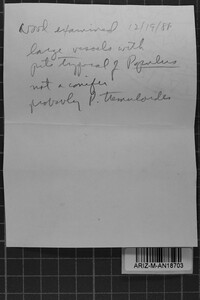 Wood examined 12/19/88
large vessels with
pits typical of Populus
not a conifer
probably P. tremuloides
ARIZ-M-AN18703